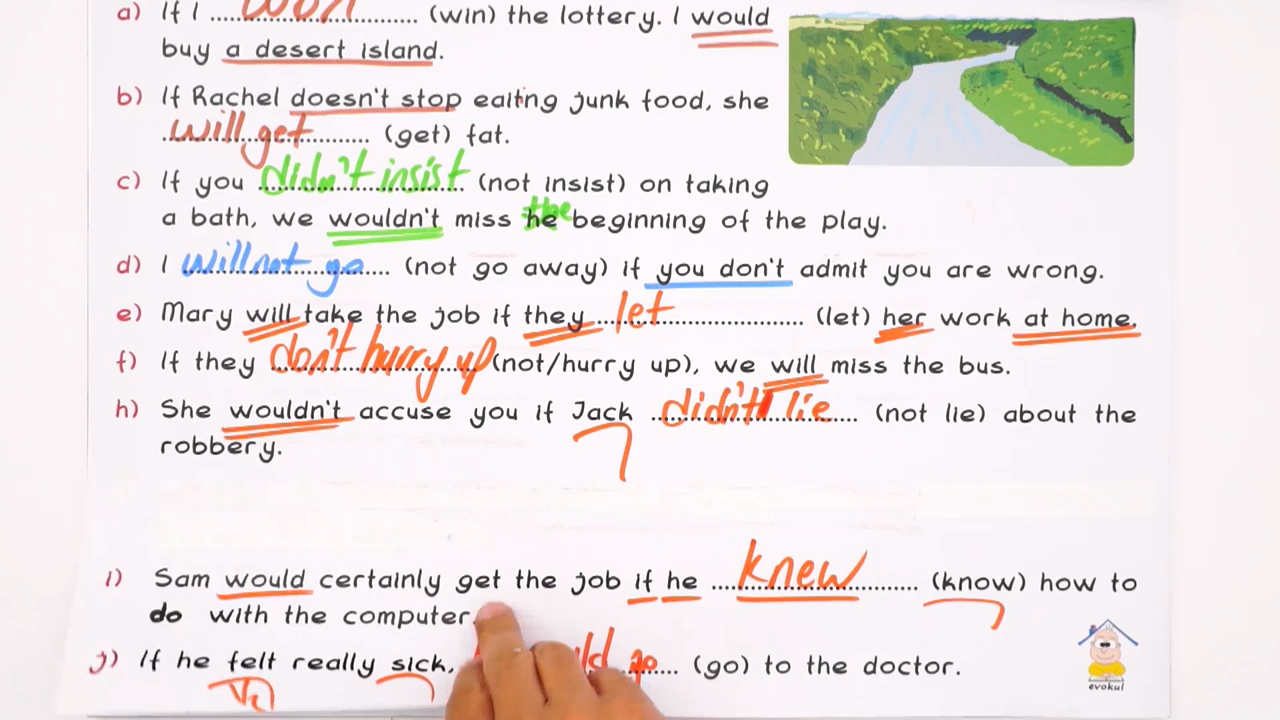 a) If I won (win) the lottery. I would
buy a desert island.
b) If Rachel doesn't stop eating junk food, she
will get (get) fat.
c) If you didn't insist (not insist) on taking
a bath, we wouldn't miss the beginning of the play.
d) I will not go (not go away) if you don't admit you are wrong.
e) Mary will take the job if they let (let) her work at home.
f) If they don't hurry up (not/hurry up), we will miss the bus.
h) She wouldn't accuse you if Jack didn't lie (not lie) about the
robbery.
i) Sam would certainly get the job if he knew (know) how to
do with the computer.
j) If he felt really sick, go (go) to the doctor.
V2
evokul